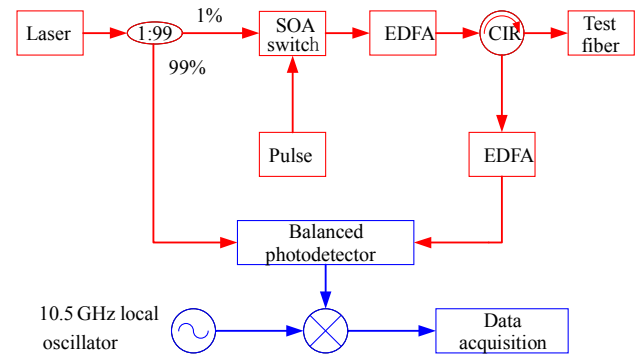 1%
Laser
1:99
SOA
switch
EDFA
CIR
Test
fiber
99%
Pulse
EDFA
Balanced
photodetector
10.5 GHz local
oscillator
Data
acquisition